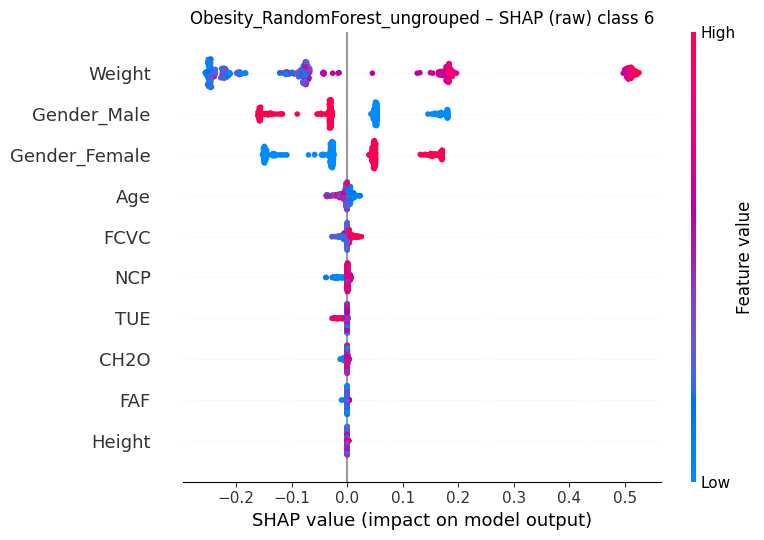 Obesity_RandomForest_ungrouped – SHAP (raw) class 6
High
Weight
Gender_Male
Gender_Female
Age
FCVC
NCP
TUE
CH2O
FAF
Height
Feature value
Low
−0.2 −0.1 0.0 0.1 0.2 0.3 0.4 0.5
SHAP value (impact on model output)